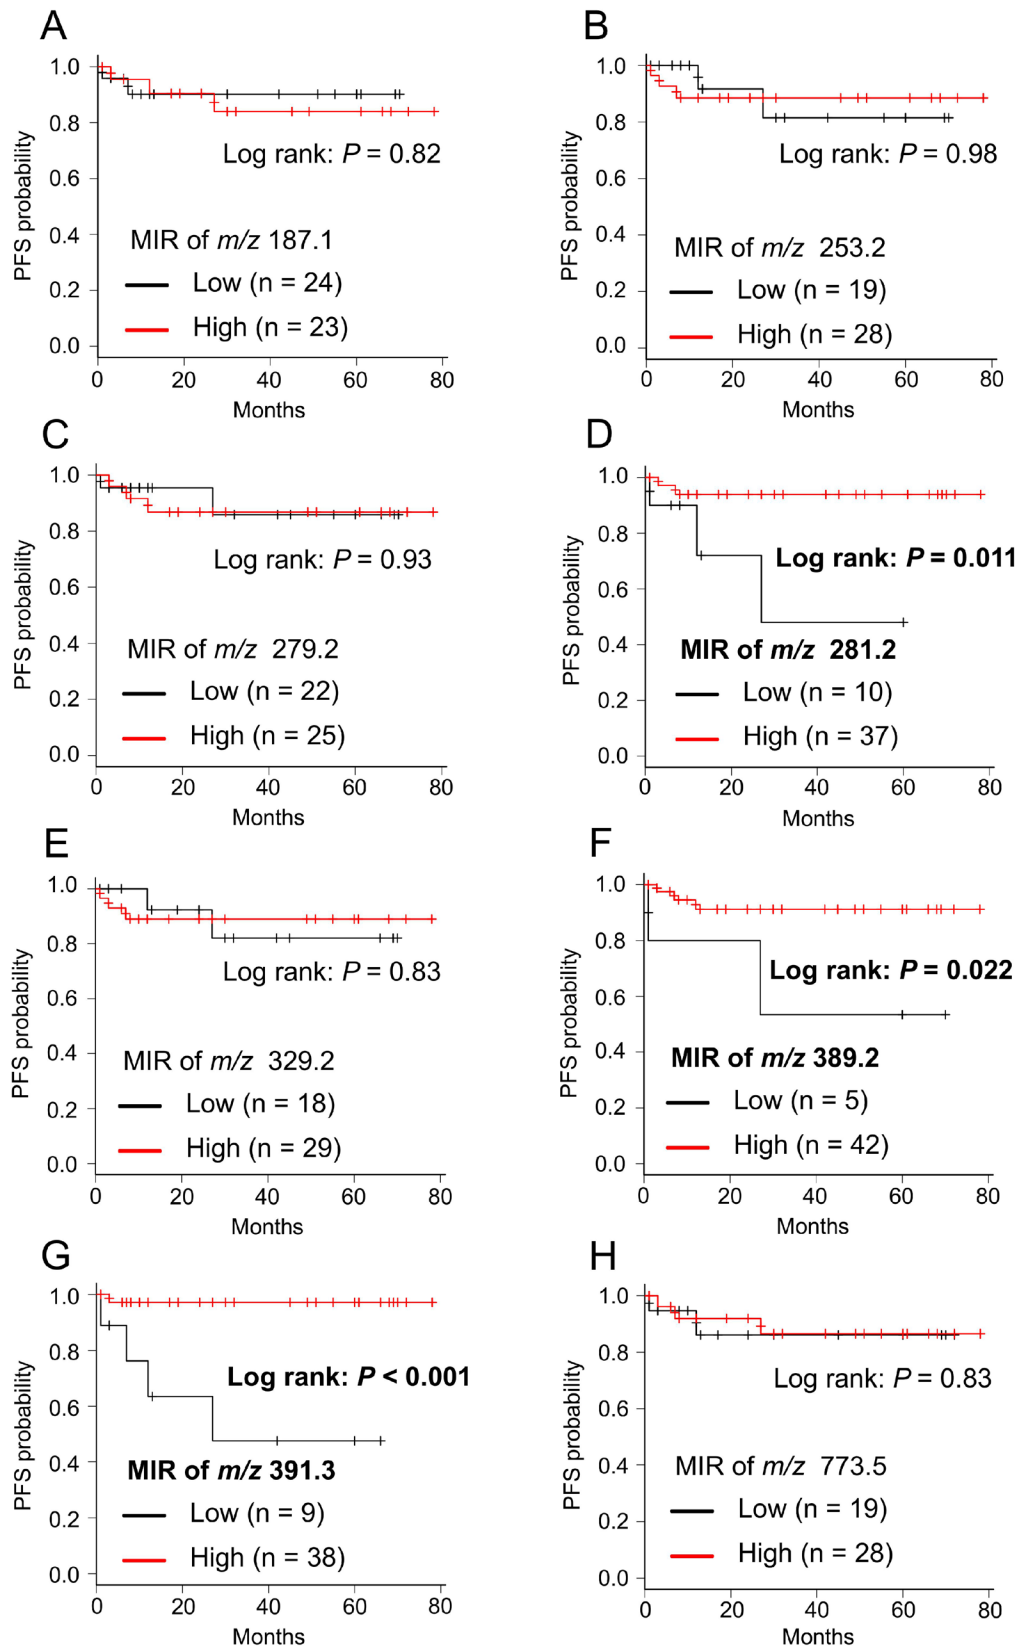 A
1.0
0.8
0.6
0.4
0.2
0.0
PFS probability
Log rank: P = 0.82
MIR of m/z 187.1
Low (n = 24)
High (n = 23)
0 20 40 60 80
Months
B
1.0
0.8
0.6
0.4
0.2
0.0
PFS probability
Log rank: P = 0.98
MIR of m/z 253.2
Low (n = 19)
High (n = 28)
0 20 40 60 80
Months
C
1.0
0.8
0.6
0.4
0.2
0.0
PFS probability
Log rank: P = 0.93
MIR of m/z 279.2
Low (n = 22)
High (n = 25)
0 20 40 60 80
Months
D
1.0
0.8
0.6
0.4
0.2
0.0
PFS probability
Log rank: P = 0.011
MIR of m/z 281.2
Low (n = 10)
High (n = 37)
0 20 40 60 80
Months
E
1.0
0.8
0.6
0.4
0.2
0.0
PFS probability
Log rank: P = 0.83
MIR of m/z 329.2
Low (n = 18)
High (n = 29)
0 20 40 60 80
Months
F
1.0
0.8
0.6
0.4
0.2
0.0
PFS probability
Log rank: P = 0.022
MIR of m/z 389.2
Low (n = 5)
High (n = 42)
0 20 40 60 80
Months
G
1.0
0.8
0.6
0.4
0.2
0.0
PFS probability
Log rank: P < 0.001
MIR of m/z 391.3
Low (n = 9)
High (n = 38)
0 20 40 60 80
Months
H
1.0
0.8
0.6
0.4
0.2
0.0
PFS probability
Log rank: P = 0.83
MIR of m/z 773.5
Low (n = 19)
High (n = 28)
0 20 40 60 80
Months